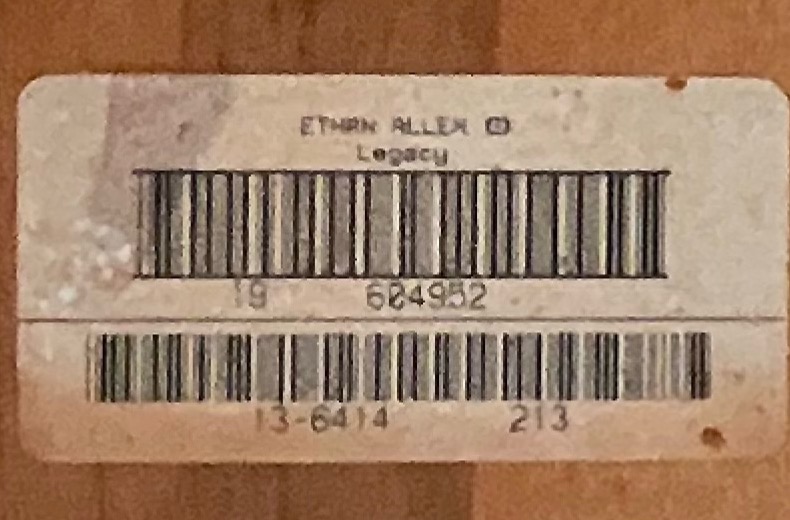 ETHAN ALLEN ®
Legacy
19 624952
13-6414 213